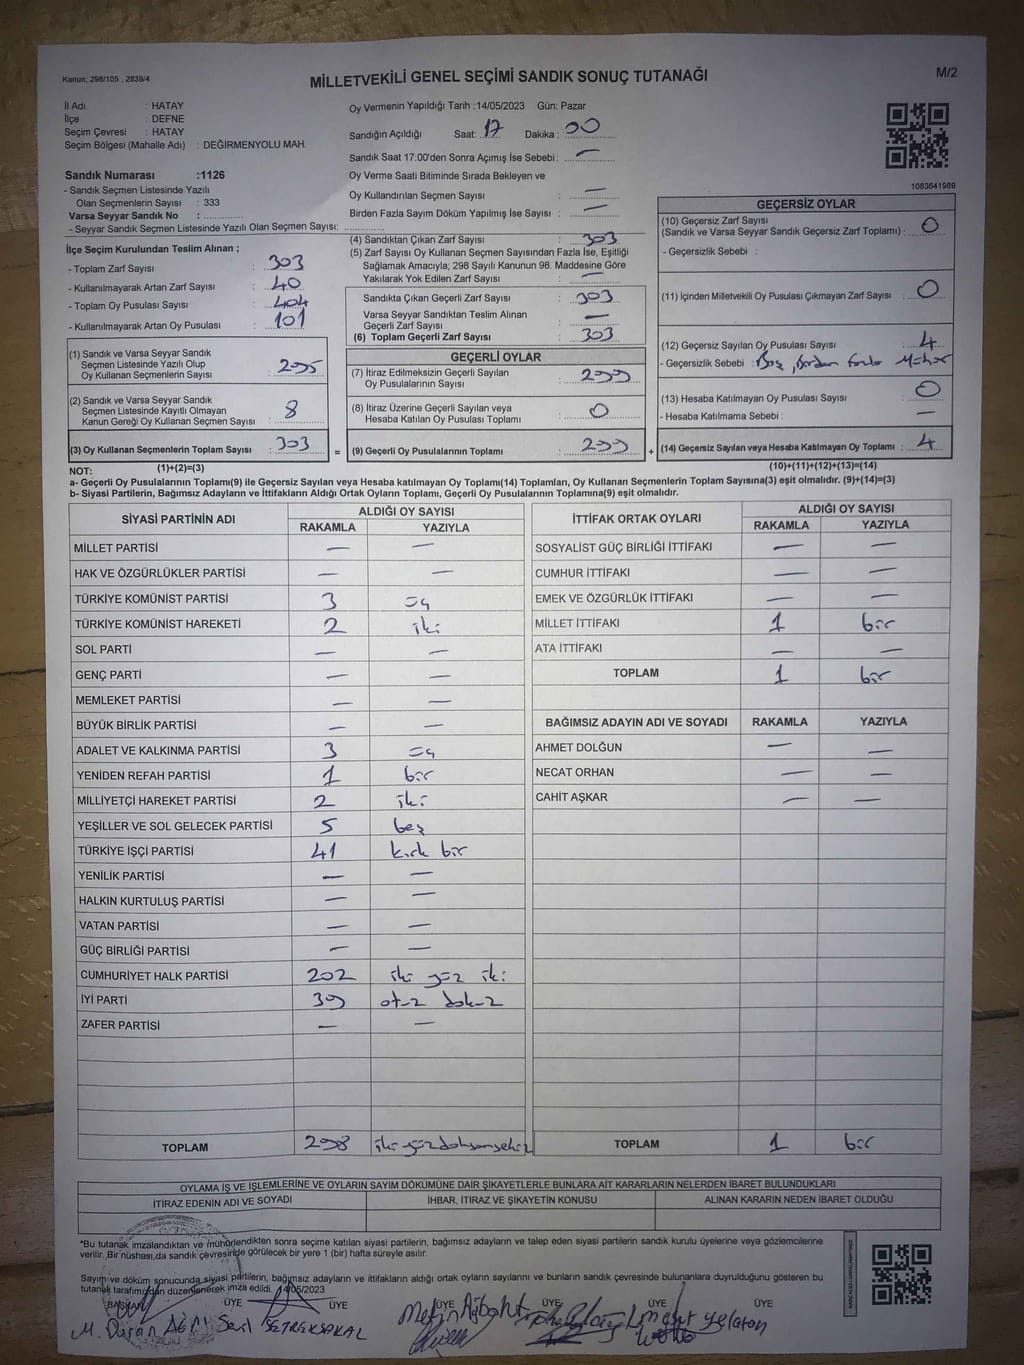 Kanun; 298/105 , 2839/4
MİLLETVEKİLİ GENEL SEÇİMİ SANDIK SONUÇ TUTANAĞI
M/2
İl Adı : HATAY
İlçe : DEFNE
Seçim Çevresi : HATAY
Seçim Bölgesi (Mahalle Adı) : DEĞİRMENYOLU MAH.
Sandık Numarası :1126
- Sandık Seçmen Listesinde Yazılı
Olan Seçmenlerin Sayısı : 333
Varsa Seyyar Sandık No : ..............
- Seyyar Sandık Seçmen Listesinde Yazılı Olan Seçmen Sayısı: ..............
Oy Vermenin Yapıldığı Tarih :14/05/2023 Gün: Pazar
Sandığın Açıldığı Saat: 17 Dakika : 00
Sandık Saat 17:00'den Sonra Açımış İse Sebebi: —
Oy Verme Saati Bitiminde Sırada Bekleyen ve
Oy Kullandırılan Seçmen Sayısı —
Birden Fazla Sayım Döküm Yapılmış İse Sayısı : —
1083641989
İlçe Seçim Kurulundan Teslim Alınan ;
- Toplam Zarf Sayısı : 303
- Kullanılmayarak Artan Zarf Sayısı : 40
- Toplam Oy Pusulası Sayısı : 404
- Kullanılmayarak Artan Oy Pusulası : 101
(1) Sandık ve Varsa Seyyar Sandık
Seçmen Listesinde Yazılı Olup
Oy Kullanan Seçmenlerin Sayısı : 295
(2) Sandık ve Varsa Seyyar Sandık
Seçmen Listesinde Kayıtlı Olmayan
Kanun Gereği Oy Kullanan Seçmen Sayısı : 8
(3) Oy Kullanan Seçmenlerin Toplam Sayısı : 303
(4) Sandıktan Çıkan Zarf Sayısı : 303
(5) Zarf Sayısı Oy Kullanan Seçmen Sayısından Fazla İse, Eşitliği
Sağlamak Amacıyla; 298 Sayılı Kanunun 98. Maddesine Göre
Yakılarak Yok Edilen Zarf Sayısı : —
Sandıkta Çıkan Geçerli Zarf Sayısı : 303
Varsa Seyyar Sandıktan Teslim Alınan
Geçerli Zarf Sayısı : —
(6) Toplam Geçerli Zarf Sayısı : 303
GEÇERLİ OYLAR
(7) İtiraz Edilmeksizin Geçerli Sayılan
Oy Pusulalarının Sayısı : 299
(8) İtiraz Üzerine Geçerli Sayılan veya
Hesaba Katılan Oy Pusulası Toplamı : 0
= (9) Geçerli Oy Pusulalarının Toplamı : 299 +
GEÇERSİZ OYLAR
(10) Geçersiz Zarf Sayısı
(Sandık ve Varsa Seyyar Sandık Geçersiz Zarf Toplamı) : 0
- Geçersizlik Sebebi :
(11) İçinden Milletvekili Oy Pusulası Çıkmayan Zarf Sayısı : 0
(12) Geçersiz Sayılan Oy Pusulası Sayısı : 4
- Geçersizlik Sebebi : Boş, Birden fazla Mühür
(13) Hesaba Katılmayan Oy Pusulası Sayısı : 0
- Hesaba Katılmama Sebebi : —
(14) Geçersiz Sayılan veya Hesaba Katılmayan Oy Toplamı : 4
NOT: (1)+(2)=(3) (10)+(11)+(12)+(13)=(14)
a- Geçerli Oy Pusulalarının Toplamı(9) ile Geçersiz Sayılan veya Hesaba katılmayan Oy Toplamı(14) Toplamları, Oy Kullanan Seçmenlerin Toplam Sayısına(3) eşit olmalıdır. (9)+(14)=(3)
b- Siyasi Partilerin, Bağımsız Adayların ve İttifakların Aldığı Ortak Oyların Toplamı, Geçerli Oy Pusulalarının Toplamına(9) eşit olmalıdır.
SİYASİ PARTİNİN ADI ALDIĞI OY SAYISI
RAKAMLA YAZIYLA
MİLLET PARTİSİ — —
HAK VE ÖZGÜRLÜKLER PARTİSİ — —
TÜRKİYE KOMÜNİST PARTİSİ 3 üç
TÜRKİYE KOMÜNİST HAREKETİ 2 iki
SOL PARTİ — —
GENÇ PARTİ — —
MEMLEKET PARTİSİ — —
BÜYÜK BİRLİK PARTİSİ — —
ADALET VE KALKINMA PARTİSİ 3 üç
YENİDEN REFAH PARTİSİ 1 bir
MİLLİYETÇİ HAREKET PARTİSİ 2 iki
YEŞİLLER VE SOL GELECEK PARTİSİ 5 beş
TÜRKİYE İŞÇİ PARTİSİ 41 kırk bir
YENİLİK PARTİSİ — —
HALKIN KURTULUŞ PARTİSİ — —
VATAN PARTİSİ — —
GÜÇ BİRLİĞİ PARTİSİ — —
CUMHURİYET HALK PARTİSİ 202 iki yüz iki
İYİ PARTİ 39 otuz dokuz
ZAFER PARTİSİ — —
TOPLAM 298 iki yüz doksan sekiz
İTTİFAK ORTAK OYLARI ALDIĞI OY SAYISI
RAKAMLA YAZIYLA
SOSYALİST GÜÇ BİRLİĞİ İTTİFAKI — —
CUMHUR İTTİFAKI — —
EMEK VE ÖZGÜRLÜK İTTİFAKI — —
MİLLET İTTİFAKI 1 bir
ATA İTTİFAKI — —
TOPLAM 1 bir
BAĞIMSIZ ADAYIN ADI VE SOYADI RAKAMLA YAZIYLA
AHMET DOLĞUN — —
NECAT ORHAN — —
CAHİT AŞKAR — —
TOPLAM 1 bir
OYLAMA İŞ VE İŞLEMLERİNE VE OYLARIN SAYIM DÖKÜMÜNE DAİR ŞİKAYETLERLE BUNLARA AİT KARARLARIN NELERDEN İBARET BULUNDUKLARI
İTİRAZ EDENİN ADI VE SOYADI İHBAR, İTİRAZ VE ŞİKAYETİN KONUSU ALINAN KARARIN NEDEN İBARET OLDUĞU
*Bu tutanak imzalandıktan ve mühürlendikten sonra seçime katılan siyasi partilerin, bağımsız adayların ve talep eden siyasi partilerin sandık kurulu üyelerine veya gözlemcilerine
verilir. Bir nüshası,da sandık çevresinde görülecek bir yere 1 (bir) hafta süreyle asılır.
Sayım ve döküm sonucunda siyasi partilerin, bağımsız adayların ve ittifakların aldığı ortak oyların sayılarını ve bunların sandık çevresinde bulunanlara duyrulduğunu gösteren bu
tutanak tarafımızdan düzenlenerek imza edildi. 14/05/2023
BAŞKAN ÜYE ÜYE ÜYE ÜYE ÜYE ÜYE
M. Duran